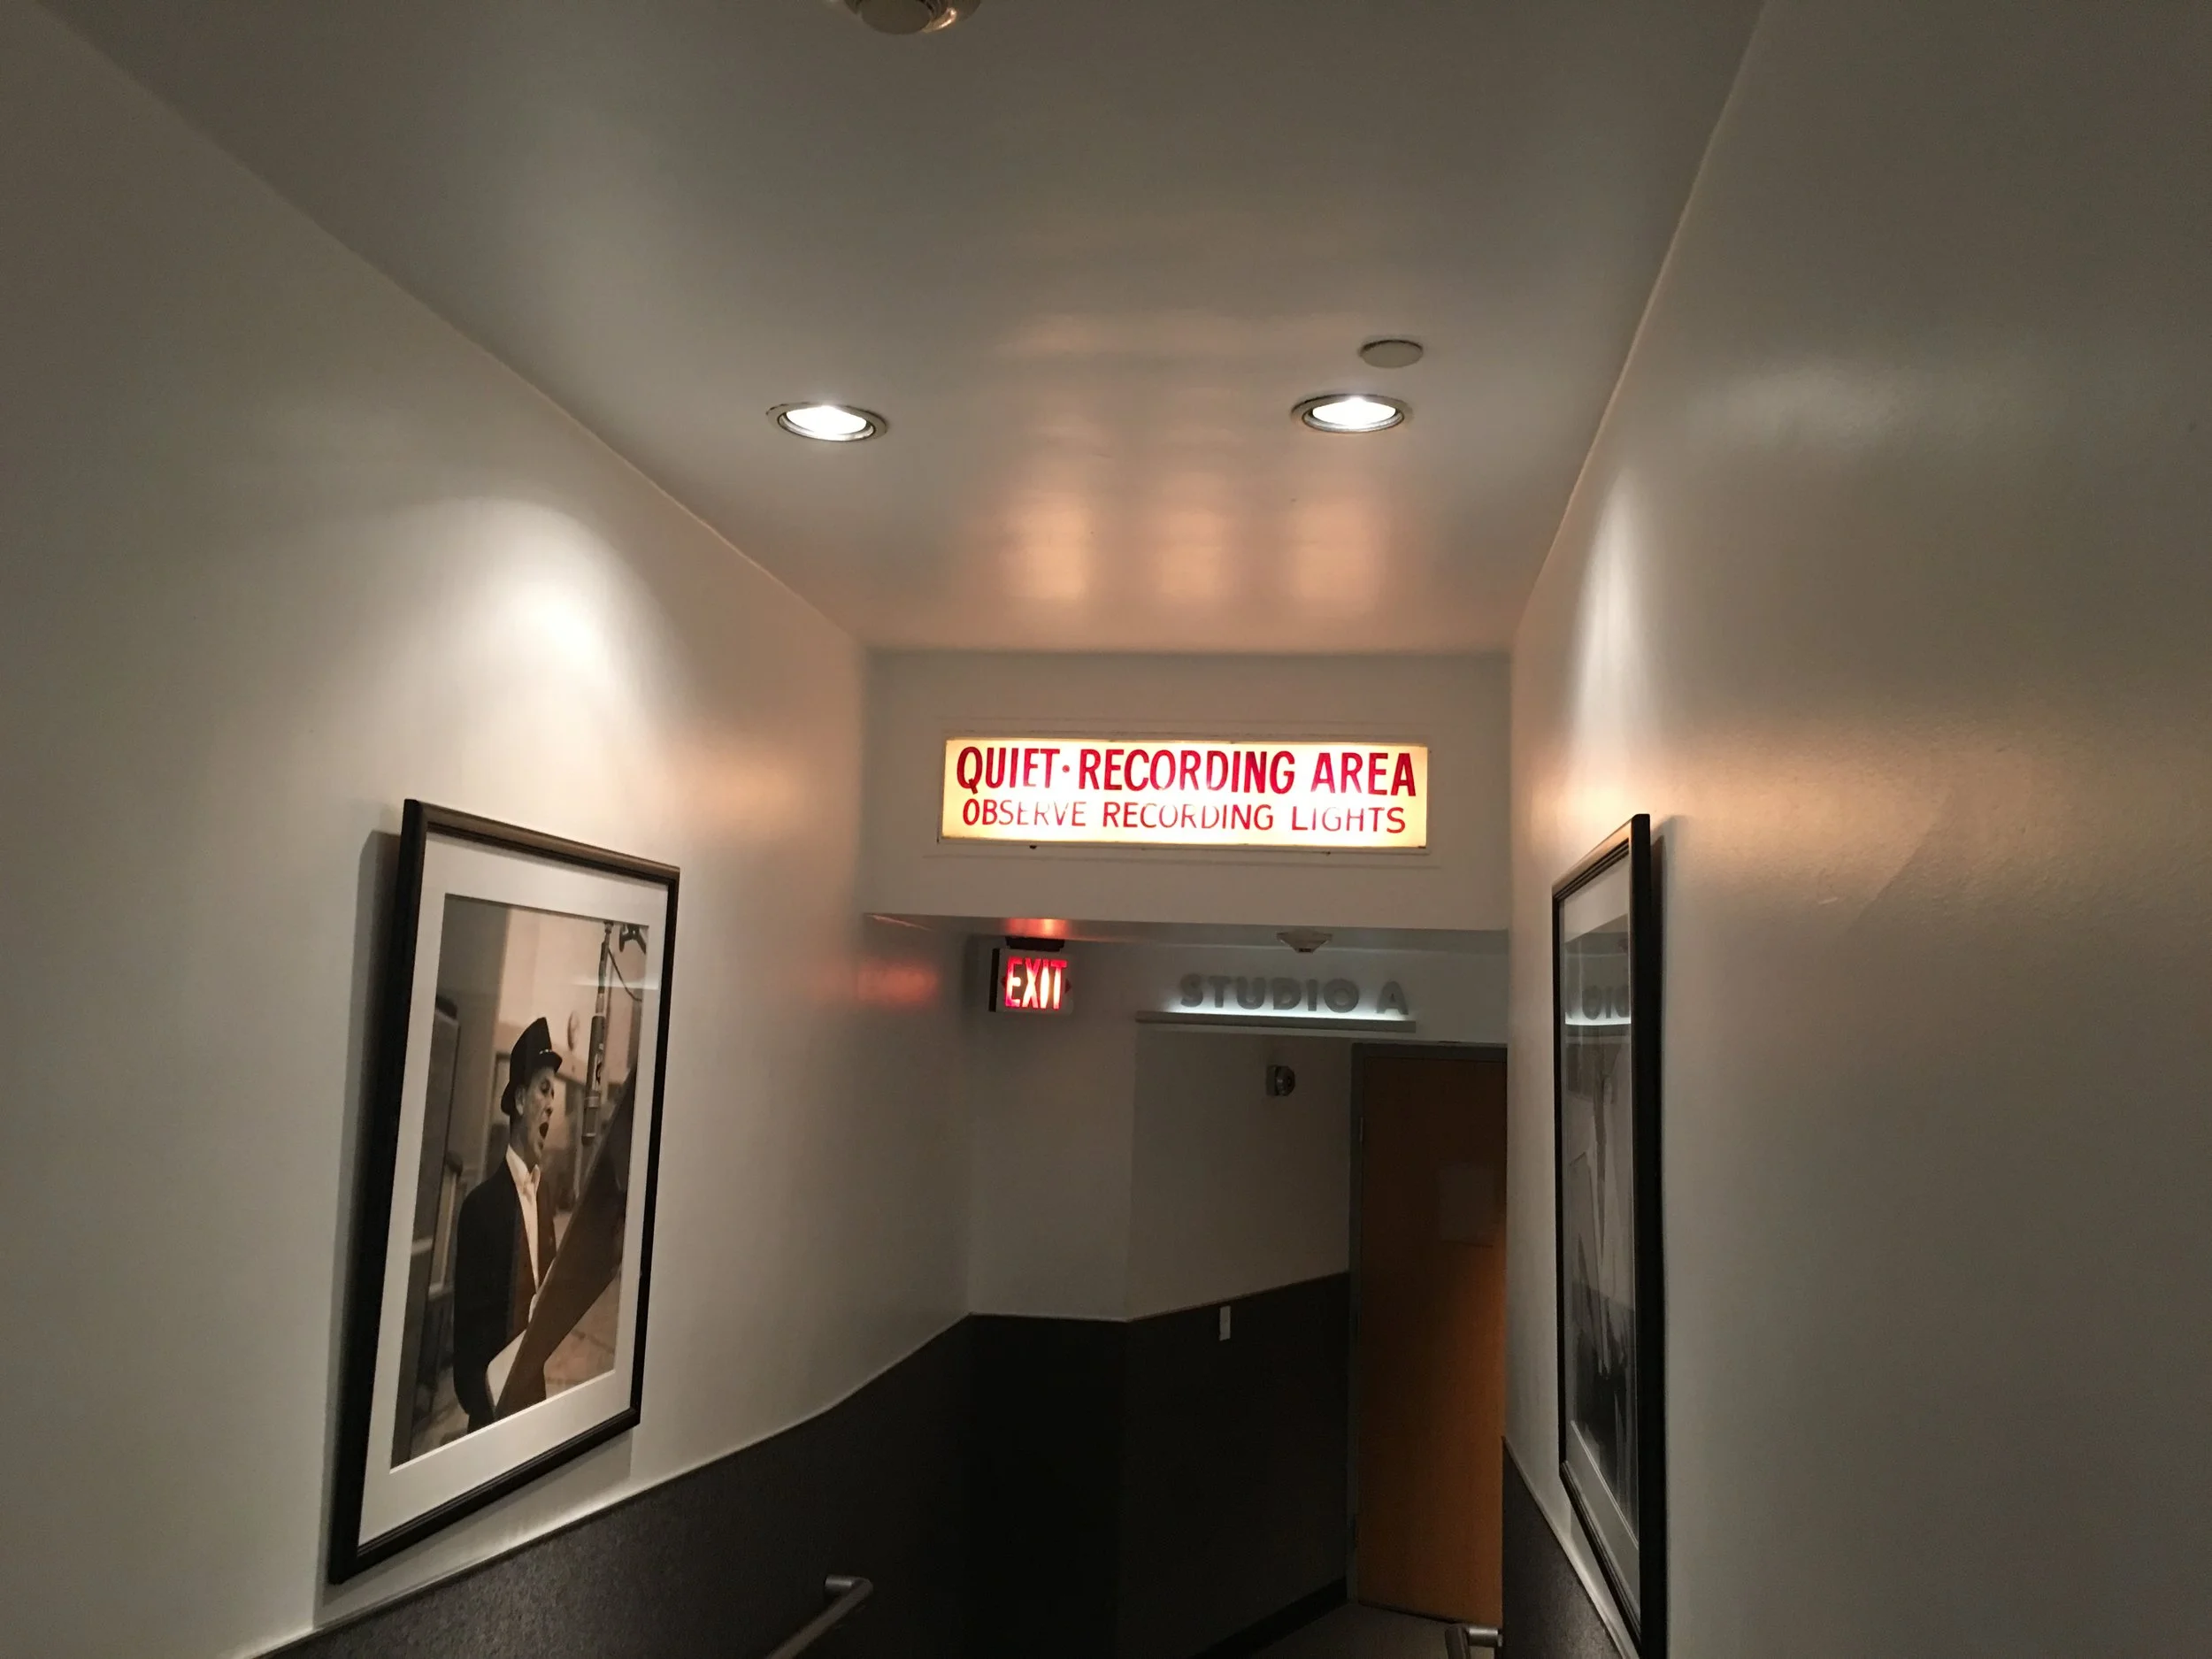 QUIET·RECORDING AREA
OBSERVE RECORDING LIGHTS
EXIT
STUDIO A